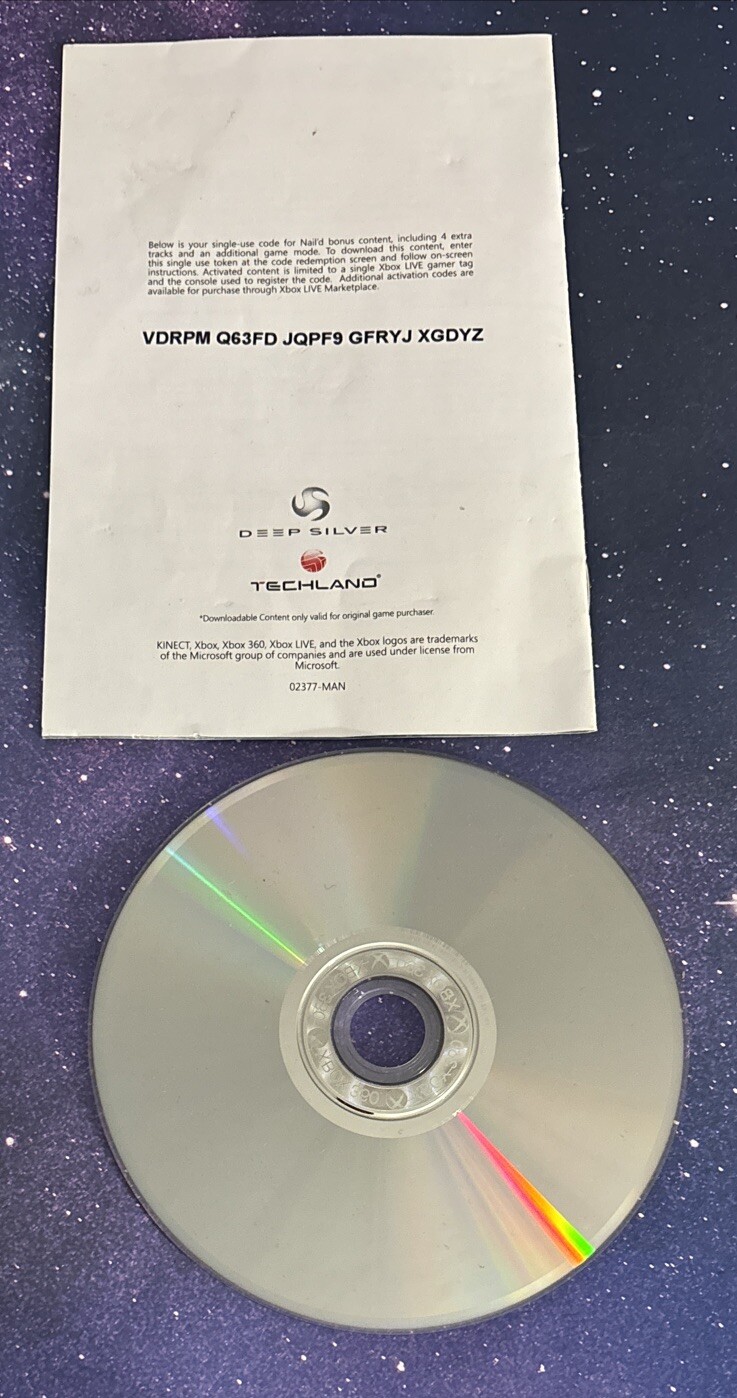 Below is your single-use code for Nail'd bonus content, including 4 extra
tracks and an additional game mode. To download this content, enter
this single use token at the code redemption screen and follow on-screen
instructions. Activated content is limited to a single Xbox LIVE gamer tag
and the console used to register the code. Additional activation codes are
available for purchase through Xbox LIVE Marketplace.
VDRPM Q63FD JQPF9 GFRYJ XGDYZ
DEEP SILVER
TECHLAND®
*Downloadable Content only valid for original game purchaser.
KINECT, Xbox, Xbox 360, Xbox LIVE, and the Xbox logos are trademarks
of the Microsoft group of companies and are used under license from
Microsoft.
02377-MAN